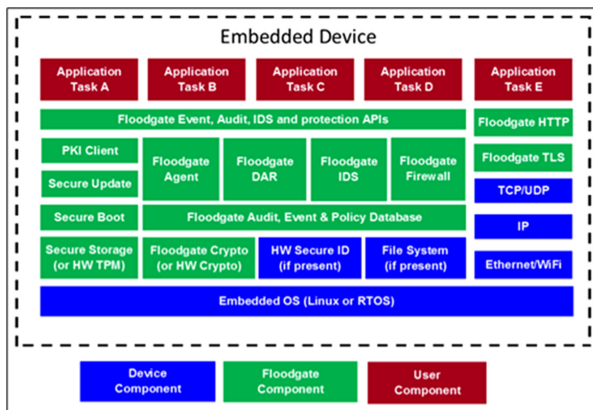 Embedded Device
Application
Task A
Application
Task B
Application
Task C
Application
Task D
Application
Task E
Floodgate Event, Audit, IDS and protection APIs
Floodgate HTTP
PKI Client
Floodgate
Agent
Floodgate
DAR
Floodgate
IDS
Floodgate
Firewall
Floodgate TLS
Secure Update
TCP/UDP
Secure Boot
Floodgate Audit, Event & Policy Database
IP
Secure Storage
(or HW TPM)
Floodgate Crypto
(or HW Crypto)
HW Secure ID
(if present)
File System
(if present)
Ethernet/WiFi
Embedded OS (Linux or RTOS)
Device
Component
Floodgate
Component
User
Component